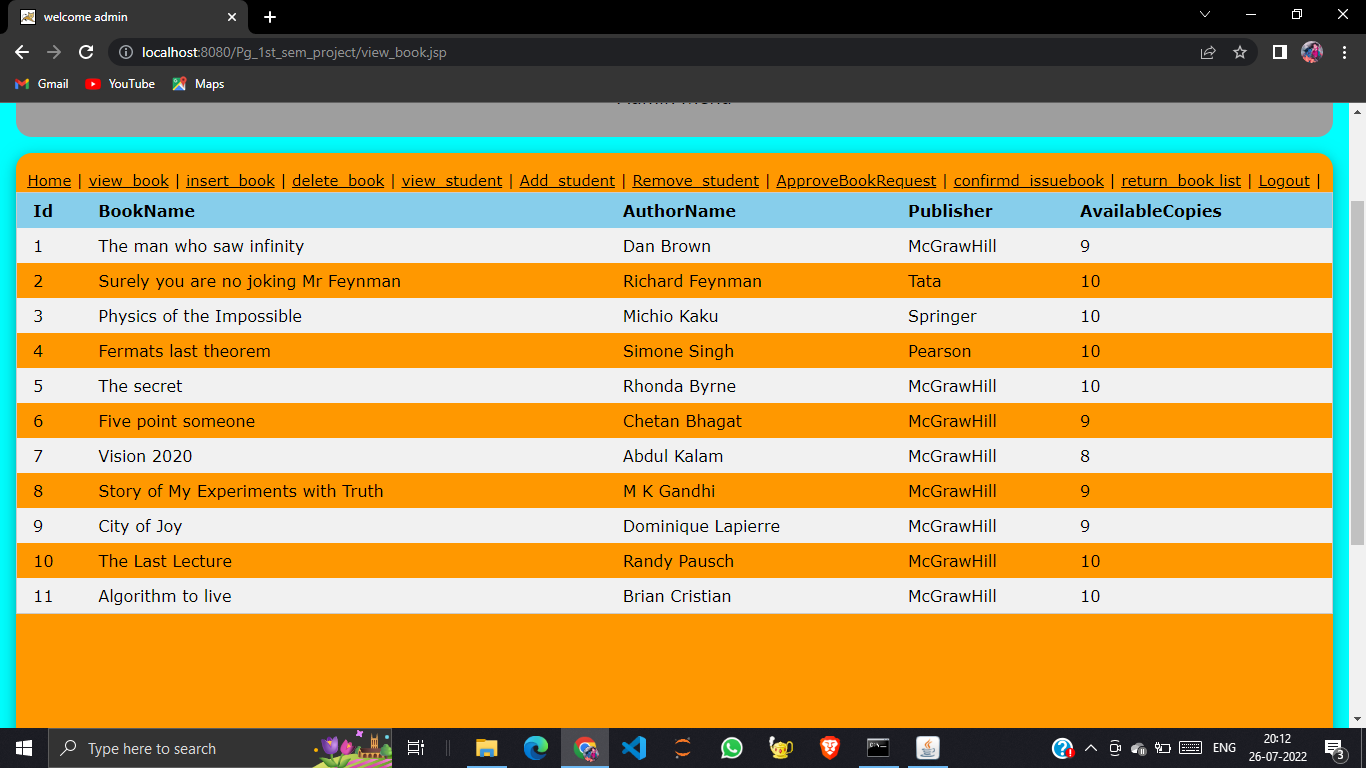 welcome admin
localhost:8080/Pg_1st_sem_project/view_book.jsp
Gmail YouTube Maps
Home | view_book | insert_book | delete_book | view_student | Add_student | Remove_student | ApproveBookRequest | confirmd_issuebook | return_book list | Logout |
Id BookName AuthorName Publisher AvailableCopies
1 The man who saw infinity Dan Brown McGrawHill 9
2 Surely you are no joking Mr Feynman Richard Feynman Tata 10
3 Physics of the Impossible Michio Kaku Springer 10
4 Fermats last theorem Simone Singh Pearson 10
5 The secret Rhonda Byrne McGrawHill 10
6 Five point someone Chetan Bhagat McGrawHill 9
7 Vision 2020 Abdul Kalam McGrawHill 8
8 Story of My Experiments with Truth M K Gandhi McGrawHill 9
9 City of Joy Dominique Lapierre McGrawHill 9
10 The Last Lecture Randy Pausch McGrawHill 10
11 Algorithm to live Brian Cristian McGrawHill 10
Type here to search
ENG
20:12
26-07-2022
3